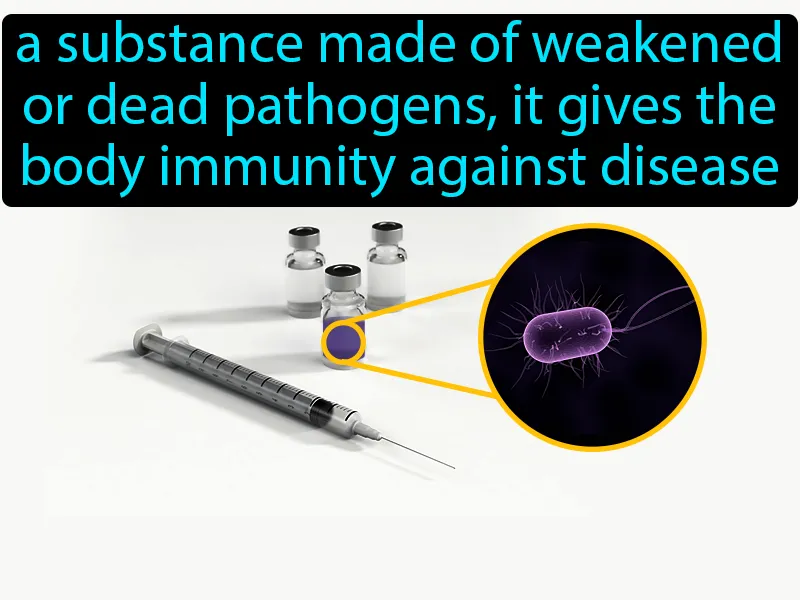 a substance made of weakened
or dead pathogens, it gives the
body immunity against disease